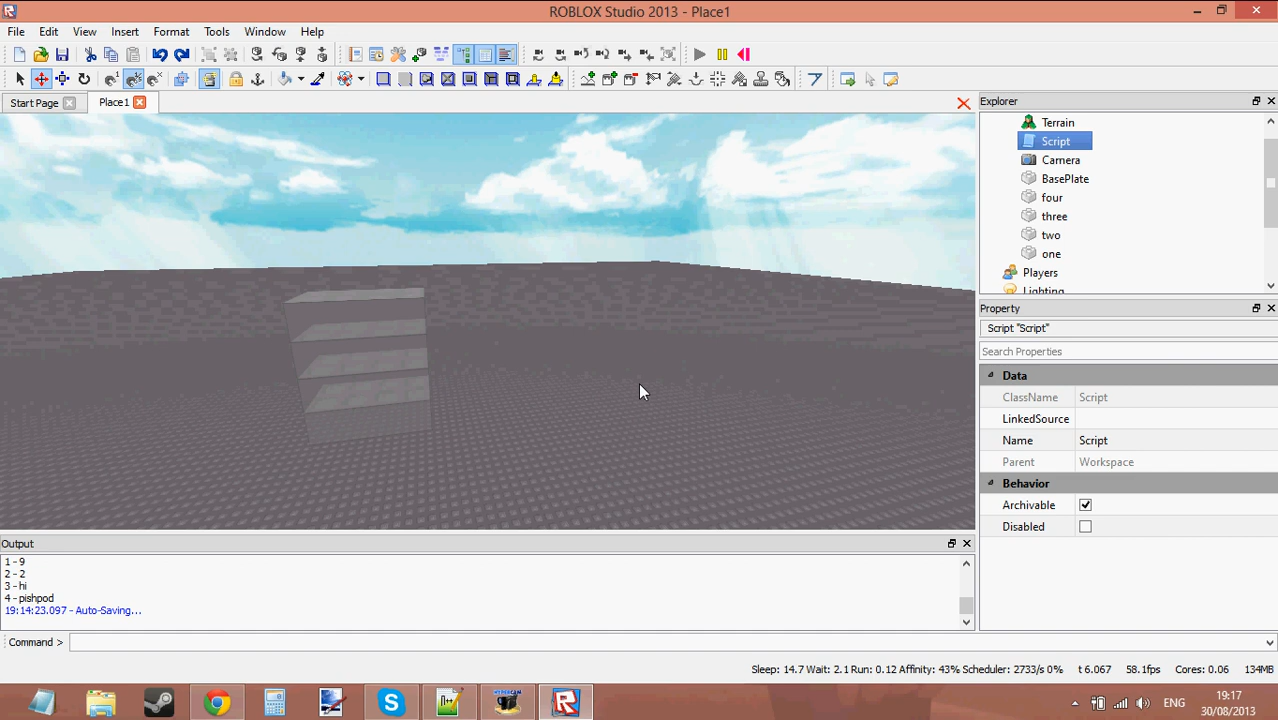 ROBLOX Studio 2013 - Place1
File Edit View Insert Format Tools Window Help
Start Page Place1
Explorer
Terrain
Script
Camera
BasePlate
four
three
two
one
Players
Lighting
Property
Script "Script"
Search Properties
Data
ClassName Script
LinkedSource
Name Script
Parent Workspace
Behavior
Archivable
Disabled
Output
1 - 9
2 - 2
3 - hi
4 - pishpod
19:14:23.097 - Auto-Saving...
Command >
Sleep: 14.7 Wait: 2.1 Run: 0.12 Affinity: 43% Scheduler: 2733/s 0% t 6.067 58.1fps Cores: 0.06 134MB
ENG
19:17
30/08/2013